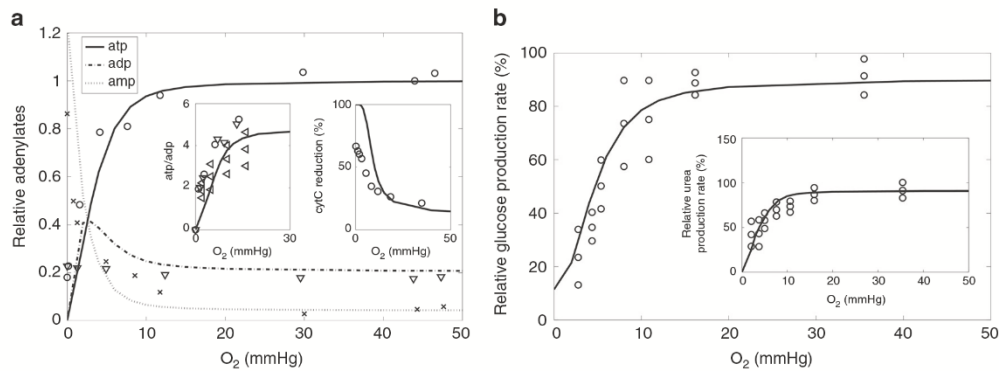 a
Relative adenylates
1.2
1
0.8
0.6
0.4
0.2
0
0 10 20 30 40 50
O2 (mmHg)
atp
adp
amp
atp/adp
6
4
2
0
0 30
O2 (mmHg)
cytC reduction (%)
100
50
0
0 50
O2 (mmHg)
b
Relative glucose production rate (%)
100
80
60
40
20
0
0 10 20 30 40 50
O2 (mmHg)
Relative urea
production rate (%)
150
100
50
0
0 10 20 30 40 50
O2 (mmHg)